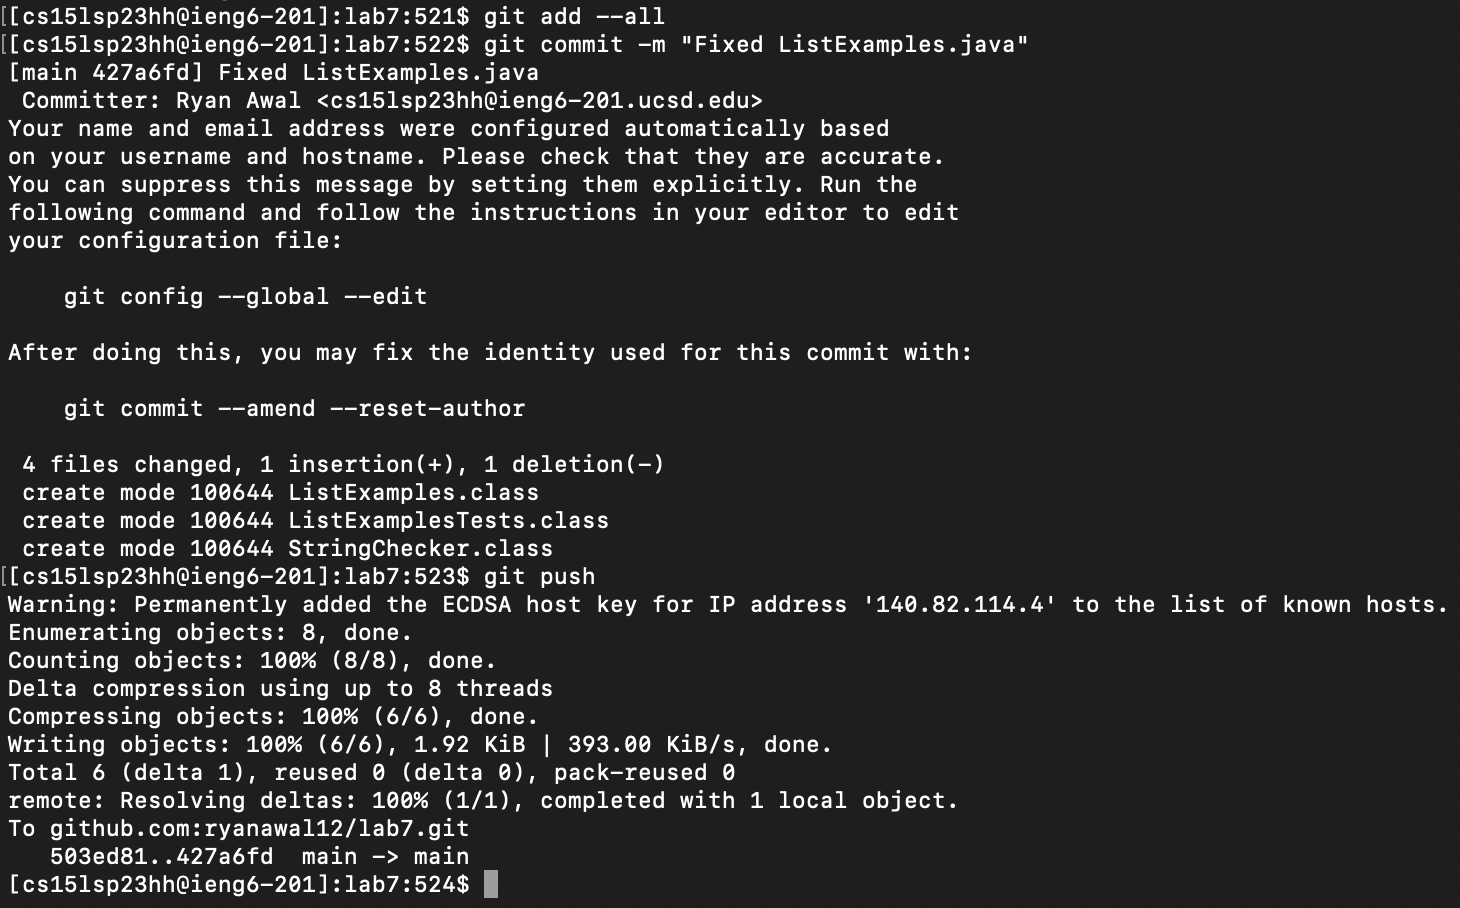 [[cs15lsp23hh@ieng6-201]:lab7:521$ git add --all
[[cs15lsp23hh@ieng6-201]:lab7:522$ git commit -m "Fixed ListExamples.java"
[main 427a6fd] Fixed ListExamples.java
 Committer: Ryan Awal <cs15lsp23hh@ieng6-201.ucsd.edu>
Your name and email address were configured automatically based
on your username and hostname. Please check that they are accurate.
You can suppress this message by setting them explicitly. Run the
following command and follow the instructions in your editor to edit
your configuration file:

    git config --global --edit

After doing this, you may fix the identity used for this commit with:

    git commit --amend --reset-author

 4 files changed, 1 insertion(+), 1 deletion(-)
 create mode 100644 ListExamples.class
 create mode 100644 ListExamplesTests.class
 create mode 100644 StringChecker.class
[[cs15lsp23hh@ieng6-201]:lab7:523$ git push
Warning: Permanently added the ECDSA host key for IP address '140.82.114.4' to the list of known hosts.
Enumerating objects: 8, done.
Counting objects: 100% (8/8), done.
Delta compression using up to 8 threads
Compressing objects: 100% (6/6), done.
Writing objects: 100% (6/6), 1.92 KiB | 393.00 KiB/s, done.
Total 6 (delta 1), reused 0 (delta 0), pack-reused 0
remote: Resolving deltas: 100% (1/1), completed with 1 local object.
To github.com:ryanawal12/lab7.git
   503ed81..427a6fd  main -> main
[cs15lsp23hh@ieng6-201]:lab7:524$